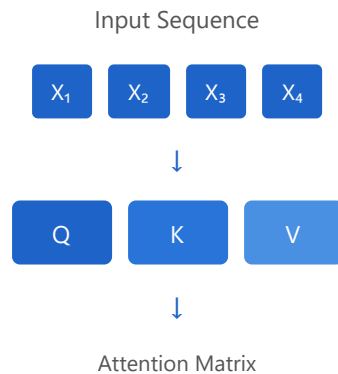 Input Sequence
X₁ X₂ X₃ X₄
↓
Q K V
↓
Attention Matrix